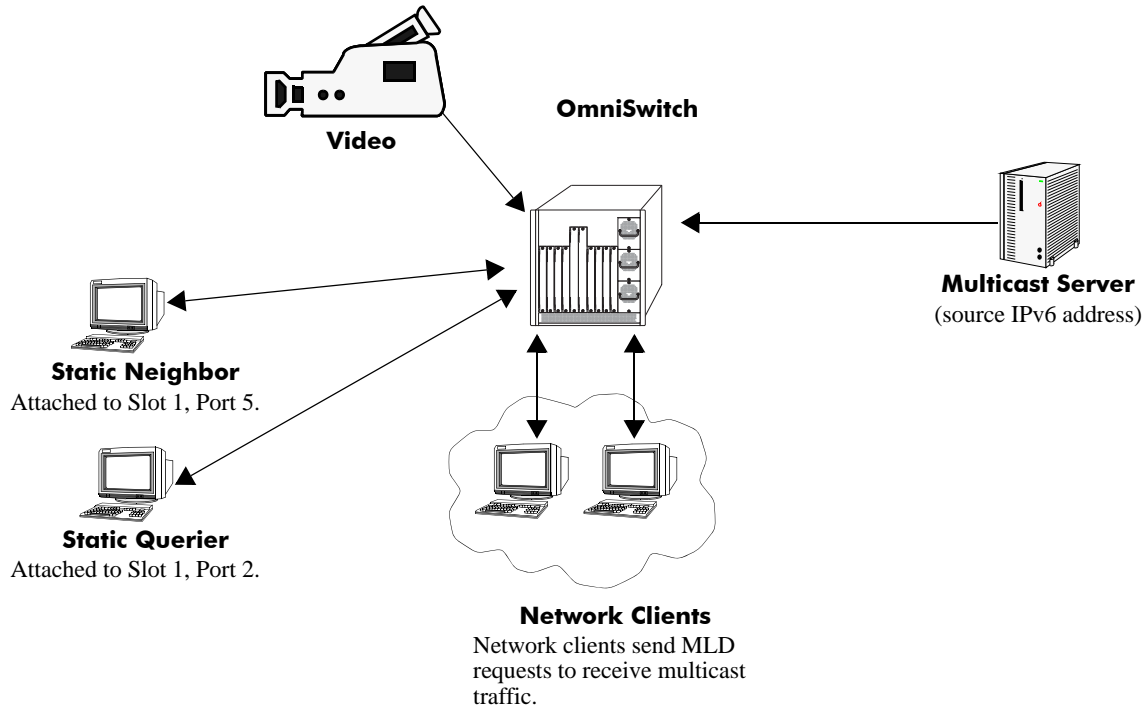 OmniSwitch
Video
Multicast Server
(source IPv6 address)
Static Neighbor
Attached to Slot 1, Port 5.
Static Querier
Attached to Slot 1, Port 2.
Network Clients
Network clients send MLD
requests to receive multicast
traffic.